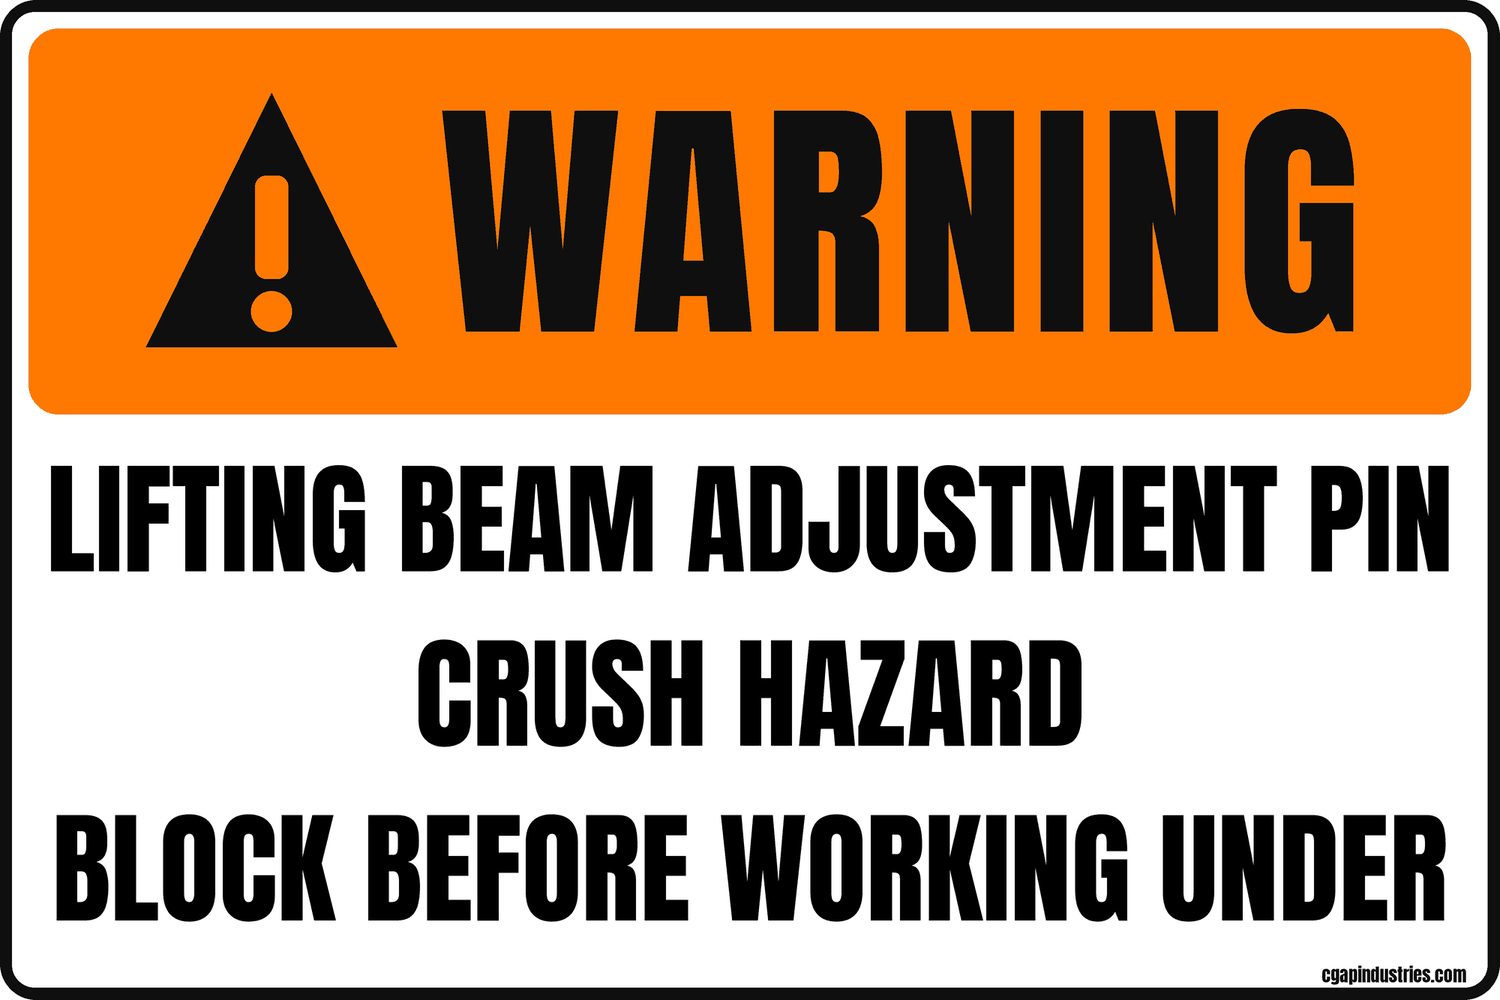 WARNING
LIFTING BEAM ADJUSTMENT PIN
CRUSH HAZARD
BLOCK BEFORE WORKING UNDER
cgapindustries.com